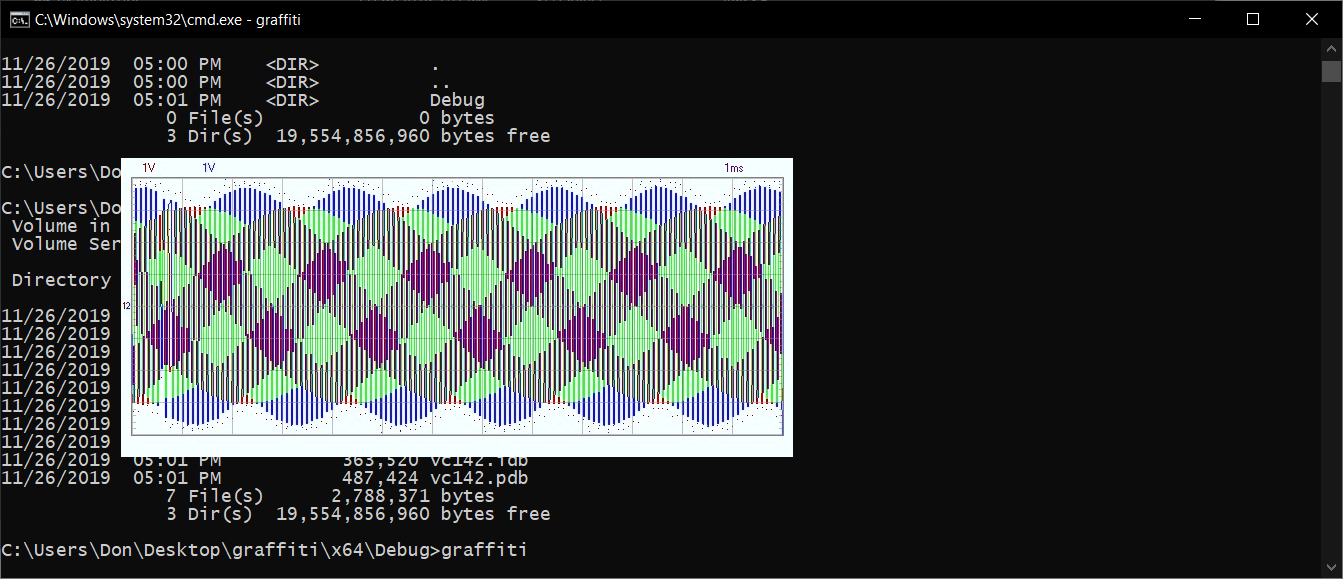 C:\Windows\system32\cmd.exe - graffiti
11/26/2019  05:00 PM    <DIR>          .
11/26/2019  05:00 PM    <DIR>          ..
11/26/2019  05:01 PM    <DIR>          Debug
0 File(s)              0 bytes
3 Dir(s)  19,554,856,960 bytes free
C:\Users\Do
1V 1V 1ms
C:\Users\Do
Volume in
Volume Ser
Directory
12
11/26/2019
11/26/2019
11/26/2019
11/26/2019
11/26/2019
11/26/2019
11/26/2019
11/26/2019
11/26/2019  05:01 PM           363,520 vc142.idb
11/26/2019  05:01 PM           487,424 vc142.pdb
7 File(s)      2,788,371 bytes
3 Dir(s)  19,554,856,960 bytes free
C:\Users\Don\Desktop\graffiti\x64\Debug>graffiti